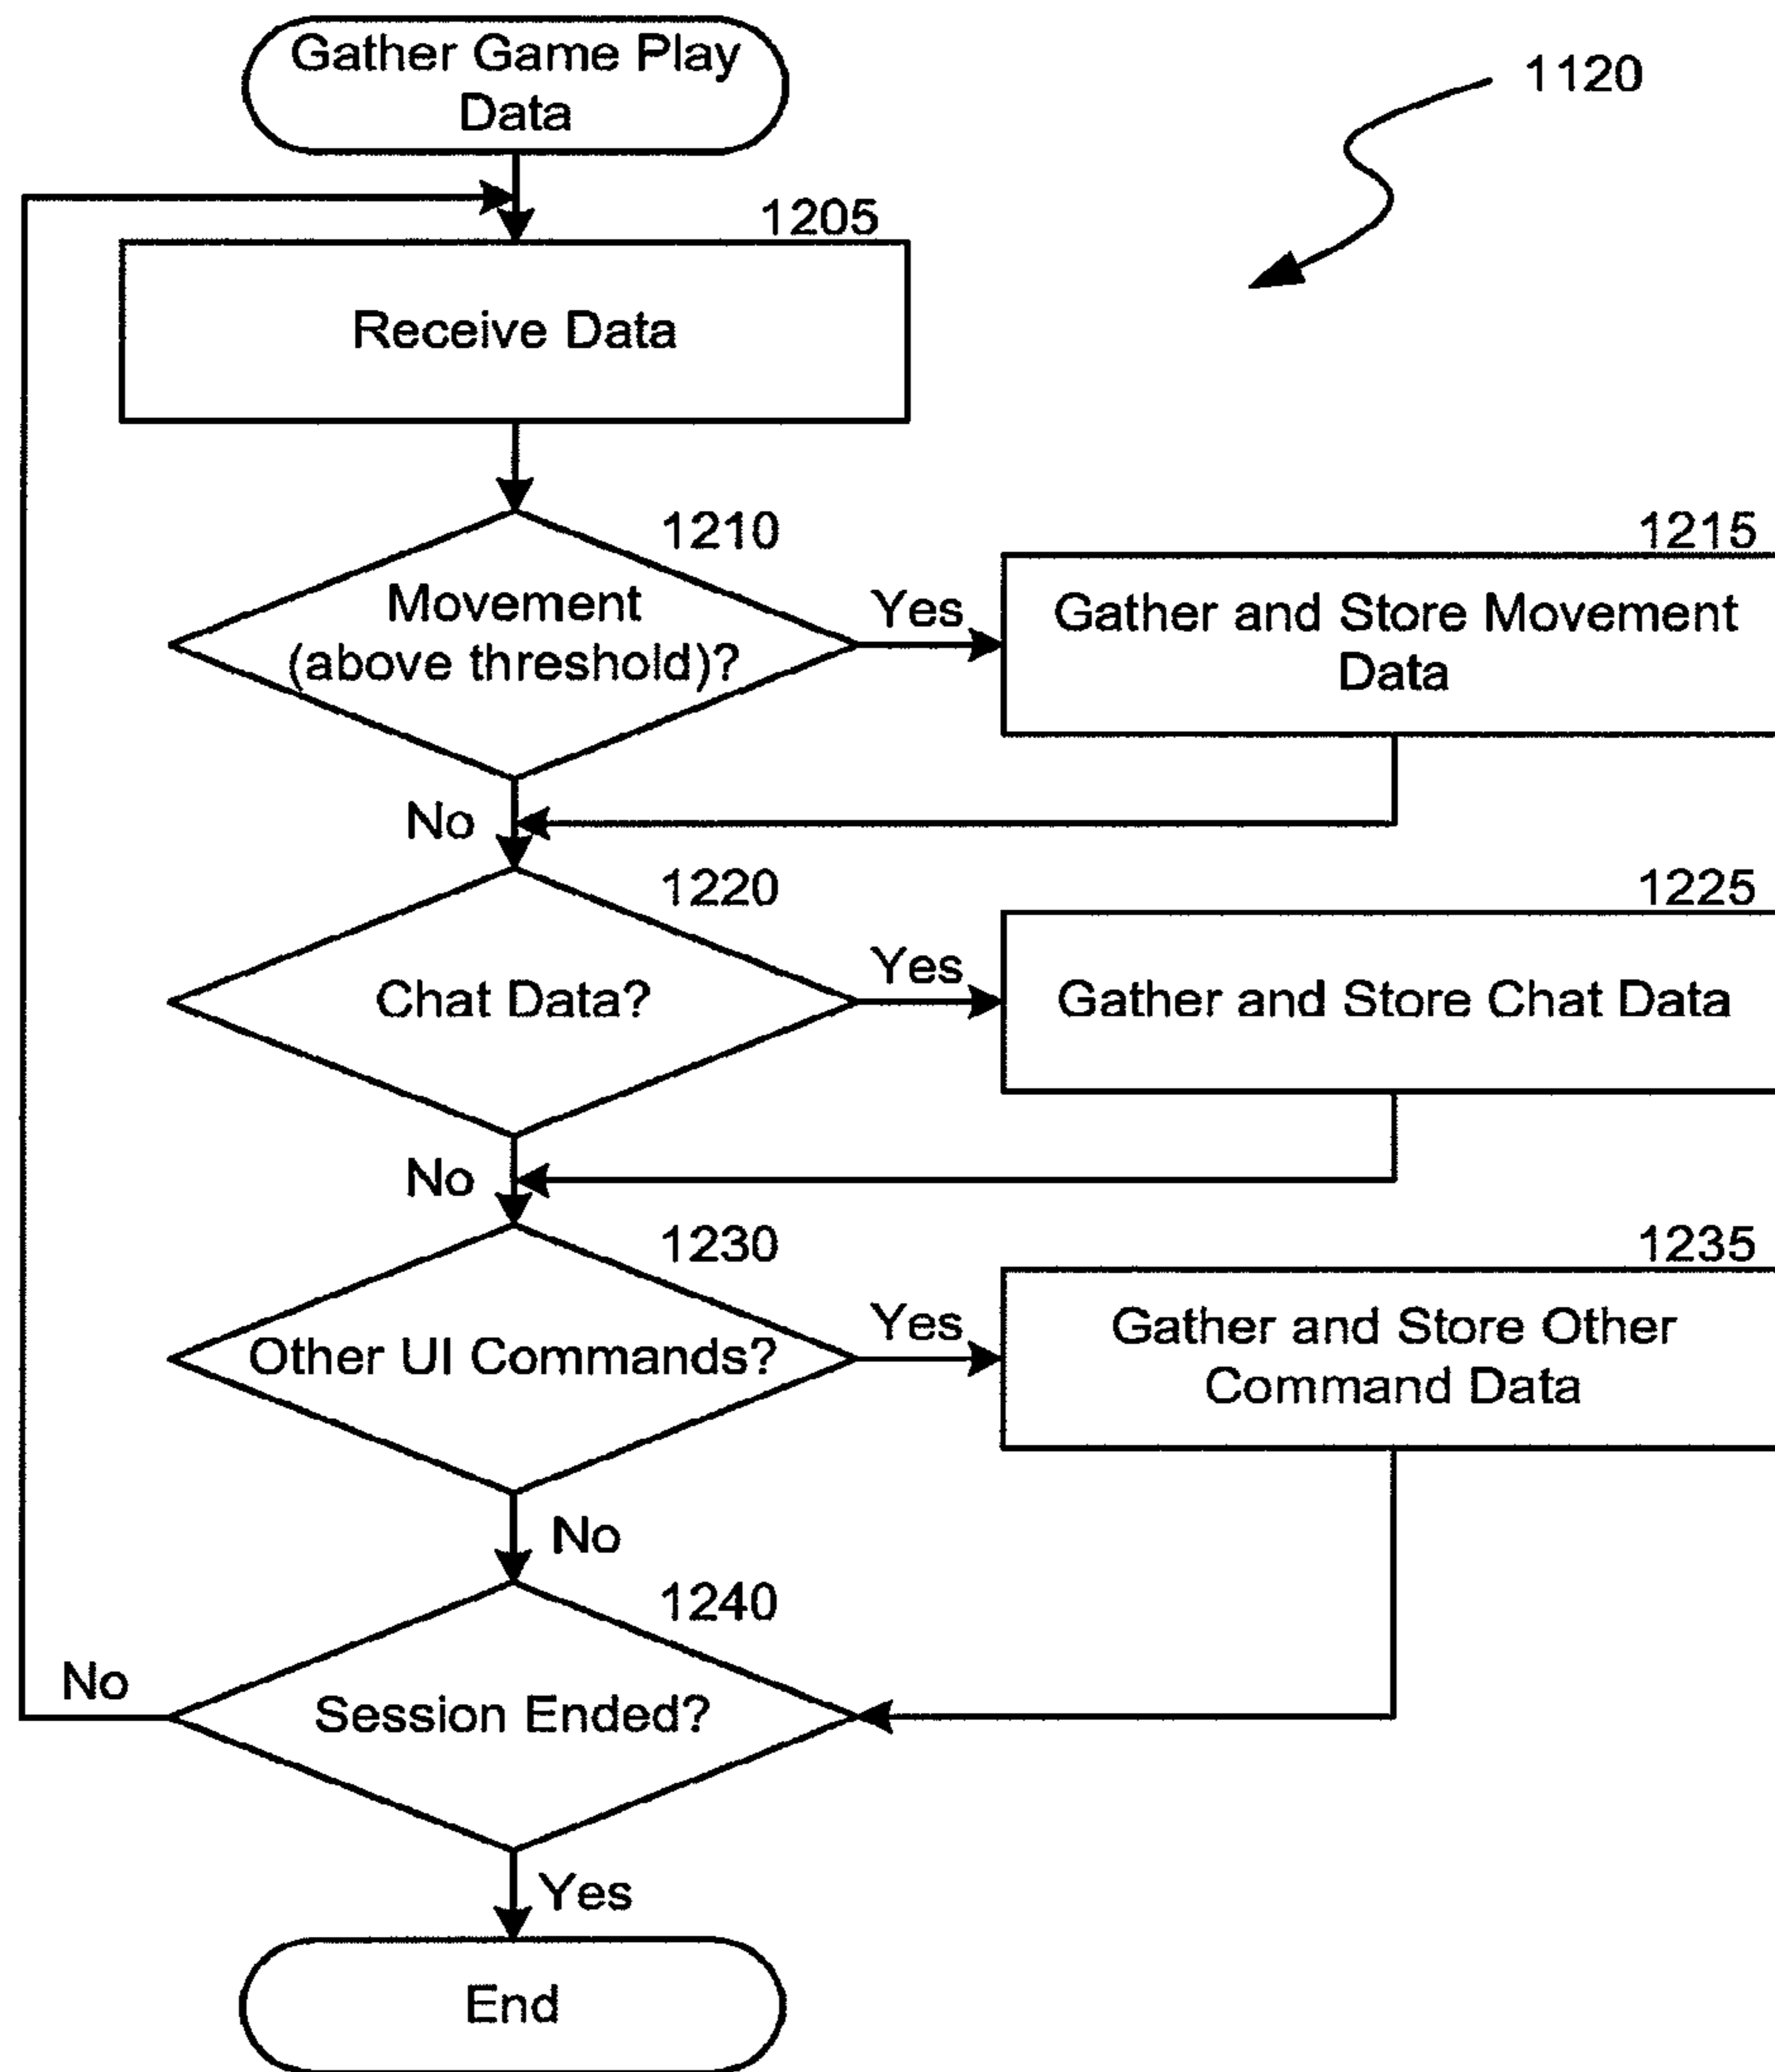 Gather Game Play
Data
1120
1205
Receive Data
1210
Movement
(above threshold)?
Yes
1215
Gather and Store Movement
Data
No
1220
Chat Data?
Yes
1225
Gather and Store Chat Data
No
1230
Other UI Commands?
Yes
1235
Gather and Store Other
Command Data
No
1240
Session Ended?
No
Yes
End